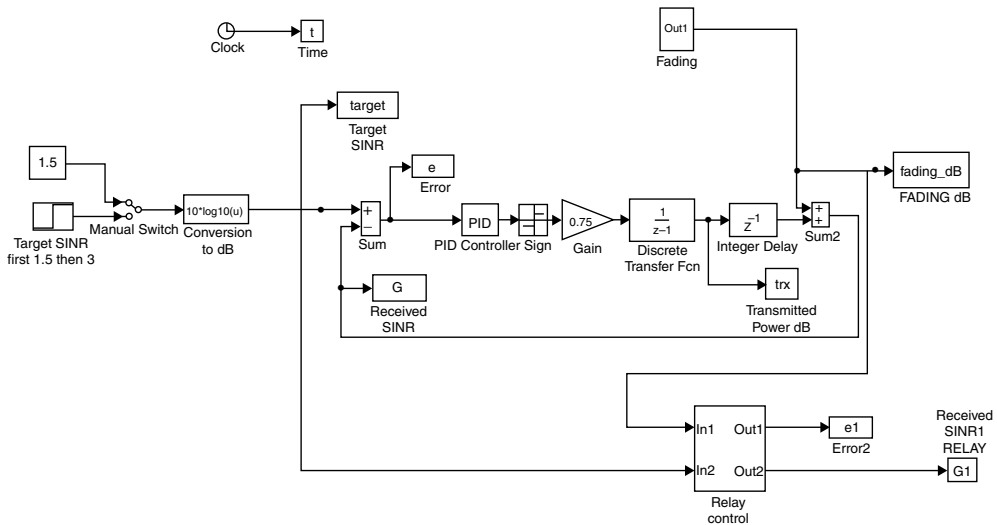 Clock
t
Time
Out1
Fading
target
Target
SINR
1.5
e
Error
fading_dB
FADING dB
Manual Switch
Target SINR
first 1.5 then 3
10*log10(u)
Conversion
to dB
+
−
Sum
PID
PID Controller
Sign
0.75
Gain
1
z−1
Discrete
Transfer Fcn
Z
−1
Integer Delay
+
+
Sum2
G
Received
SINR
trx
Transmitted
Power dB
In1
In2
Out1
Out2
Relay
control
e1
Error2
Received
SINR1
RELAY
G1